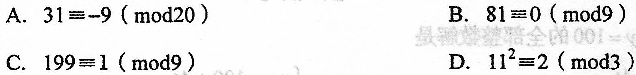 A. 31≡-9（mod20） B. 81≡0（mod9）
C. 199≡1（mod9） D. 11²≡2（mod3）